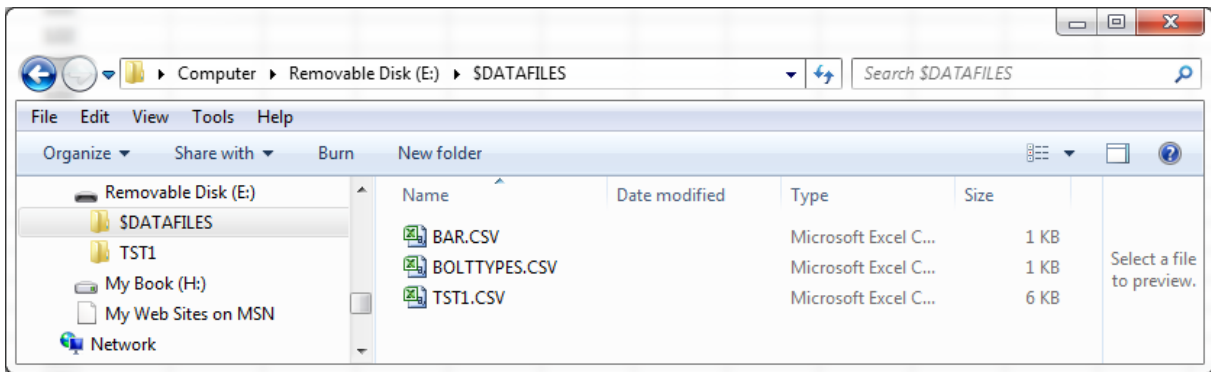 Computer Removable Disk (E:) $DATAFILES Search $DATAFILES
File Edit View Tools Help
Organize Share with Burn New folder
Removable Disk (E:)
$DATAFILES
TST1
My Book (H:)
My Web Sites on MSN
Network
Name Date modified Type Size
BAR.CSV Microsoft Excel C... 1 KB
BOLTTYPES.CSV Microsoft Excel C... 1 KB
TST1.CSV Microsoft Excel C... 6 KB
Select a file
to preview.